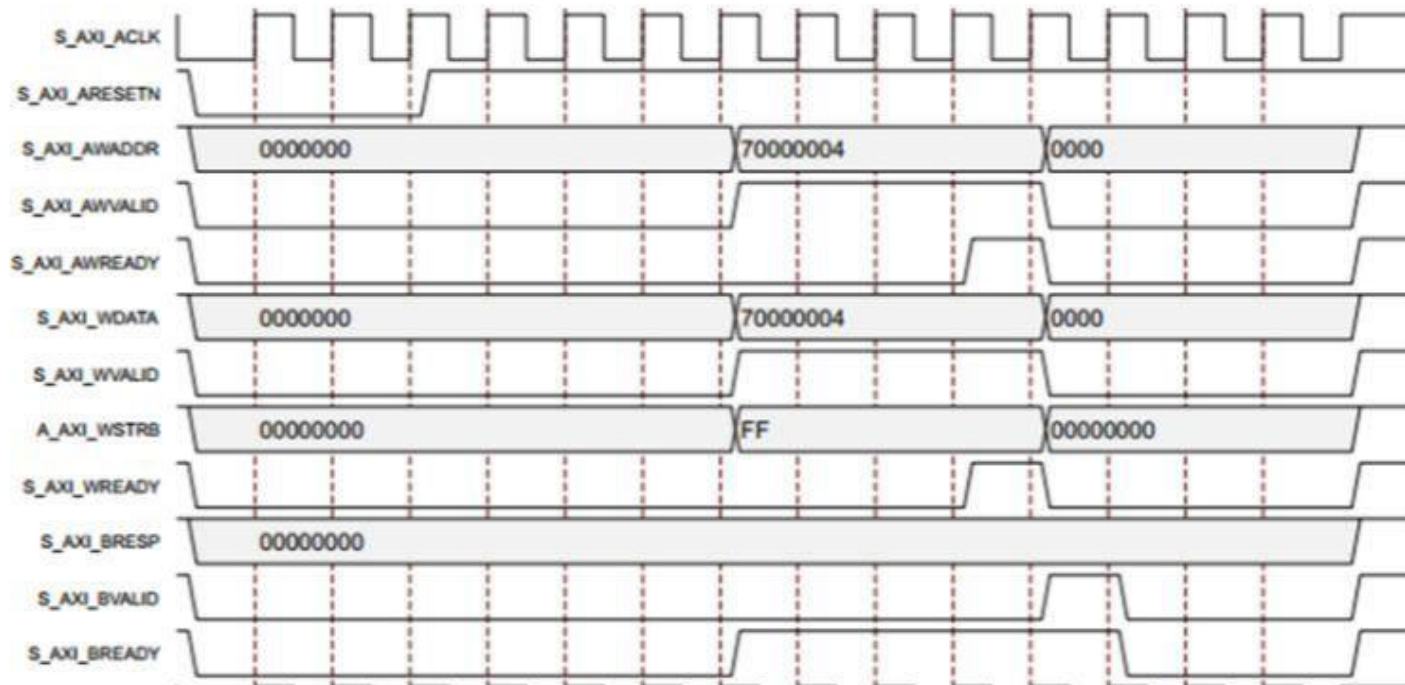 S_AXI_ACLK
S_AXI_ARESETN
S_AXI_AWADDR 0000000 70000004 0000
S_AXI_AWVALID
S_AXI_AWREADY
S_AXI_WDATA 0000000 70000004 0000
S_AXI_WVALID
A_AXI_WSTRB 00000000 FF 00000000
S_AXI_WREADY
S_AXI_BRESP 00000000
S_AXI_BVALID
S_AXI_BREADY